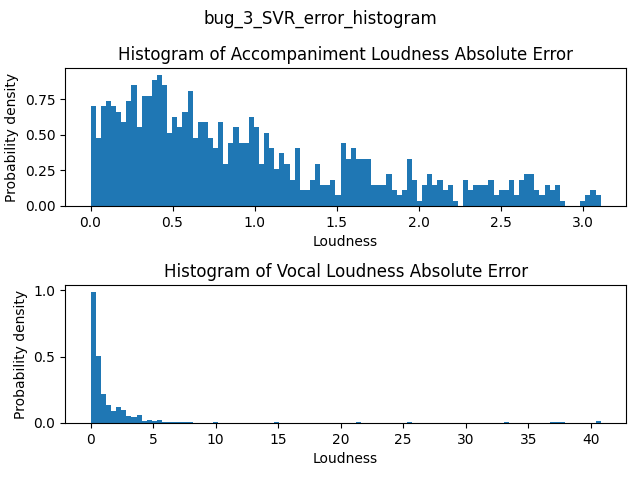 bug_3_SVR_error_histogram
Histogram of Accompaniment Loudness Absolute Error
Probability density
0.75
0.50
0.25
0.00
0.0 0.5 1.0 1.5 2.0 2.5 3.0
Loudness
Histogram of Vocal Loudness Absolute Error
Probability density
1.0
0.5
0.0
0 5 10 15 20 25 30 35 40
Loudness